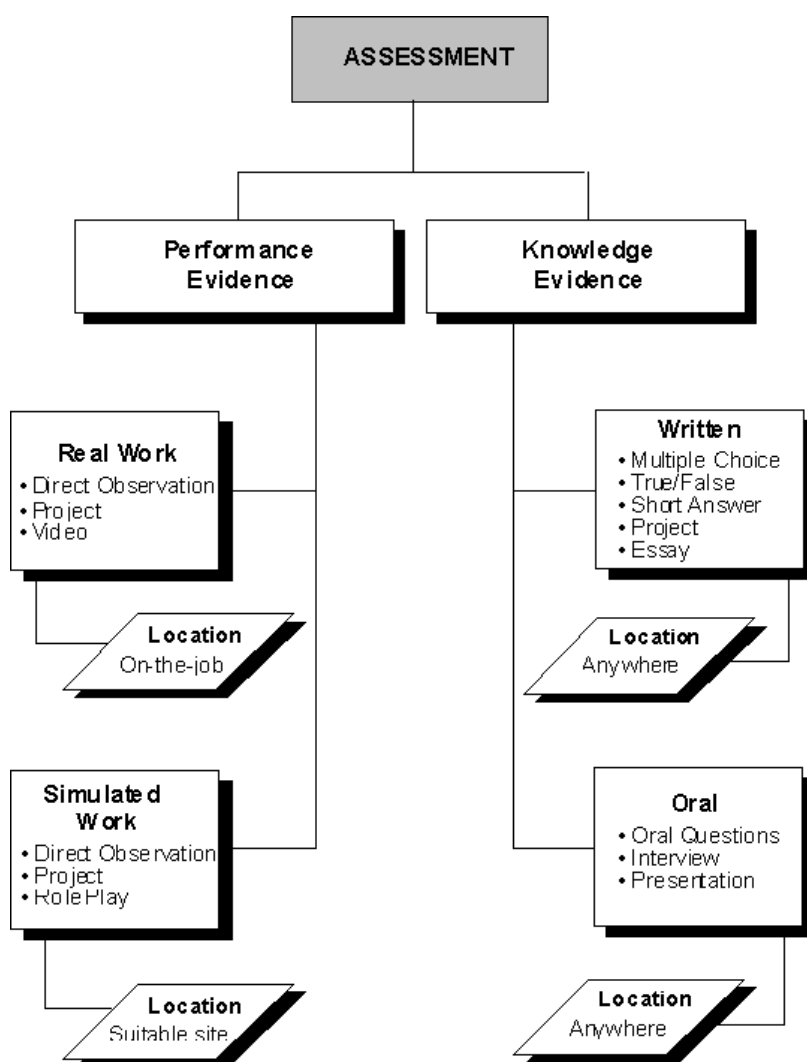 ASSESSMENT
Performance
Evidence
Knowledge
Evidence
Real Work
• Direct Observation
• Project
• Video
Location
On-the-job
Written
• Multiple Choice
• True/False
• Short Answer
• Project
• Essay
Location
Anywhere
Simulated
Work
• Direct Observation
• Project
• Role Play
Location
Suitable site
Oral
• Oral Questions
• Interview
• Presentation
Location
Anywhere